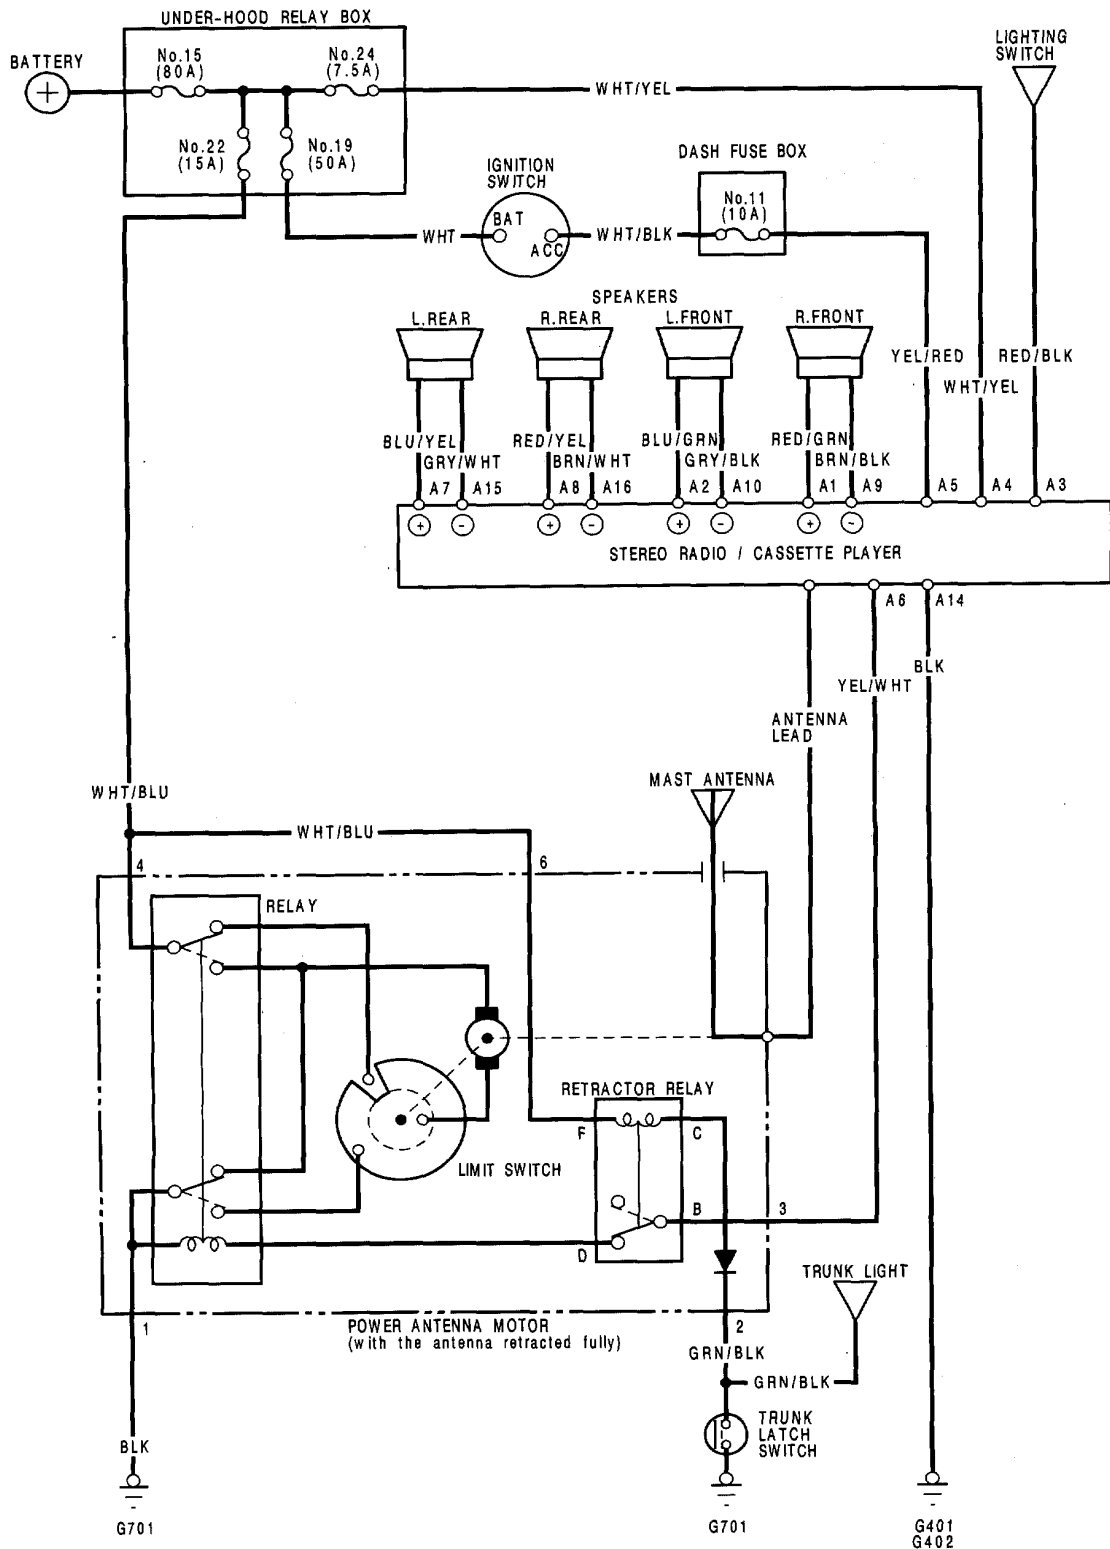 UNDER-HOOD RELAY BOX
BATTERY
No.15
(80A)
No.24
(7.5A)
LIGHTING
SWITCH
WHT/YEL
No.22
(15A)
No.19
(50A)
DASH FUSE BOX
IGNITION
SWITCH
No.11
(10A)
WHT
BAT
ACC
WHT/BLK
SPEAKERS
L.REAR
R.REAR
L.FRONT
R.FRONT
YEL/RED
RED/BLK
WHT/YEL
BLU/YEL
RED/YEL
BLU/GRN
RED/GRN
GRY/WHT
BRN/WHT
GRY/BLK
BRN/BLK
A7
A15
A8
A16
A2
A10
A1
A9
A5
A4
A3
+
-
+
-
+
-
+
-
STEREO RADIO / CASSETTE PLAYER
A6
A14
BLK
YEL/WHT
ANTENNA
LEAD
MAST ANTENNA
WHT/BLU
WHT/BLU
4
6
RELAY
RETRACTOR RELAY
F
C
LIMIT SWITCH
B
3
D
TRUNK LIGHT
1
POWER ANTENNA MOTOR
(with the antenna retracted fully)
2
GRN/BLK
GRN/BLK
TRUNK
LATCH
SWITCH
BLK
G701
G701
G401
G402